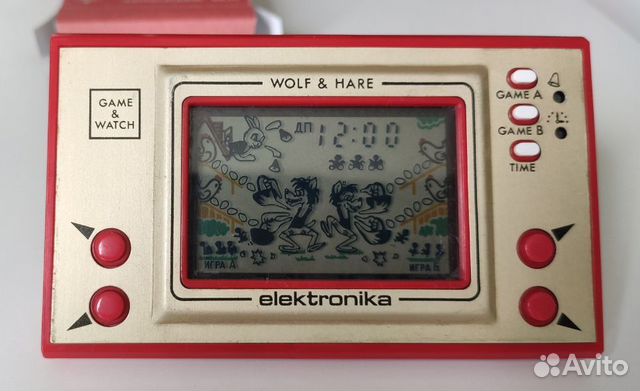 WOLF & HARE
GAME
&
WATCH
ДП 12:00
GAME A
GAME B
TIME
ИГРА А
ИГРА Б
elektronika
Avito